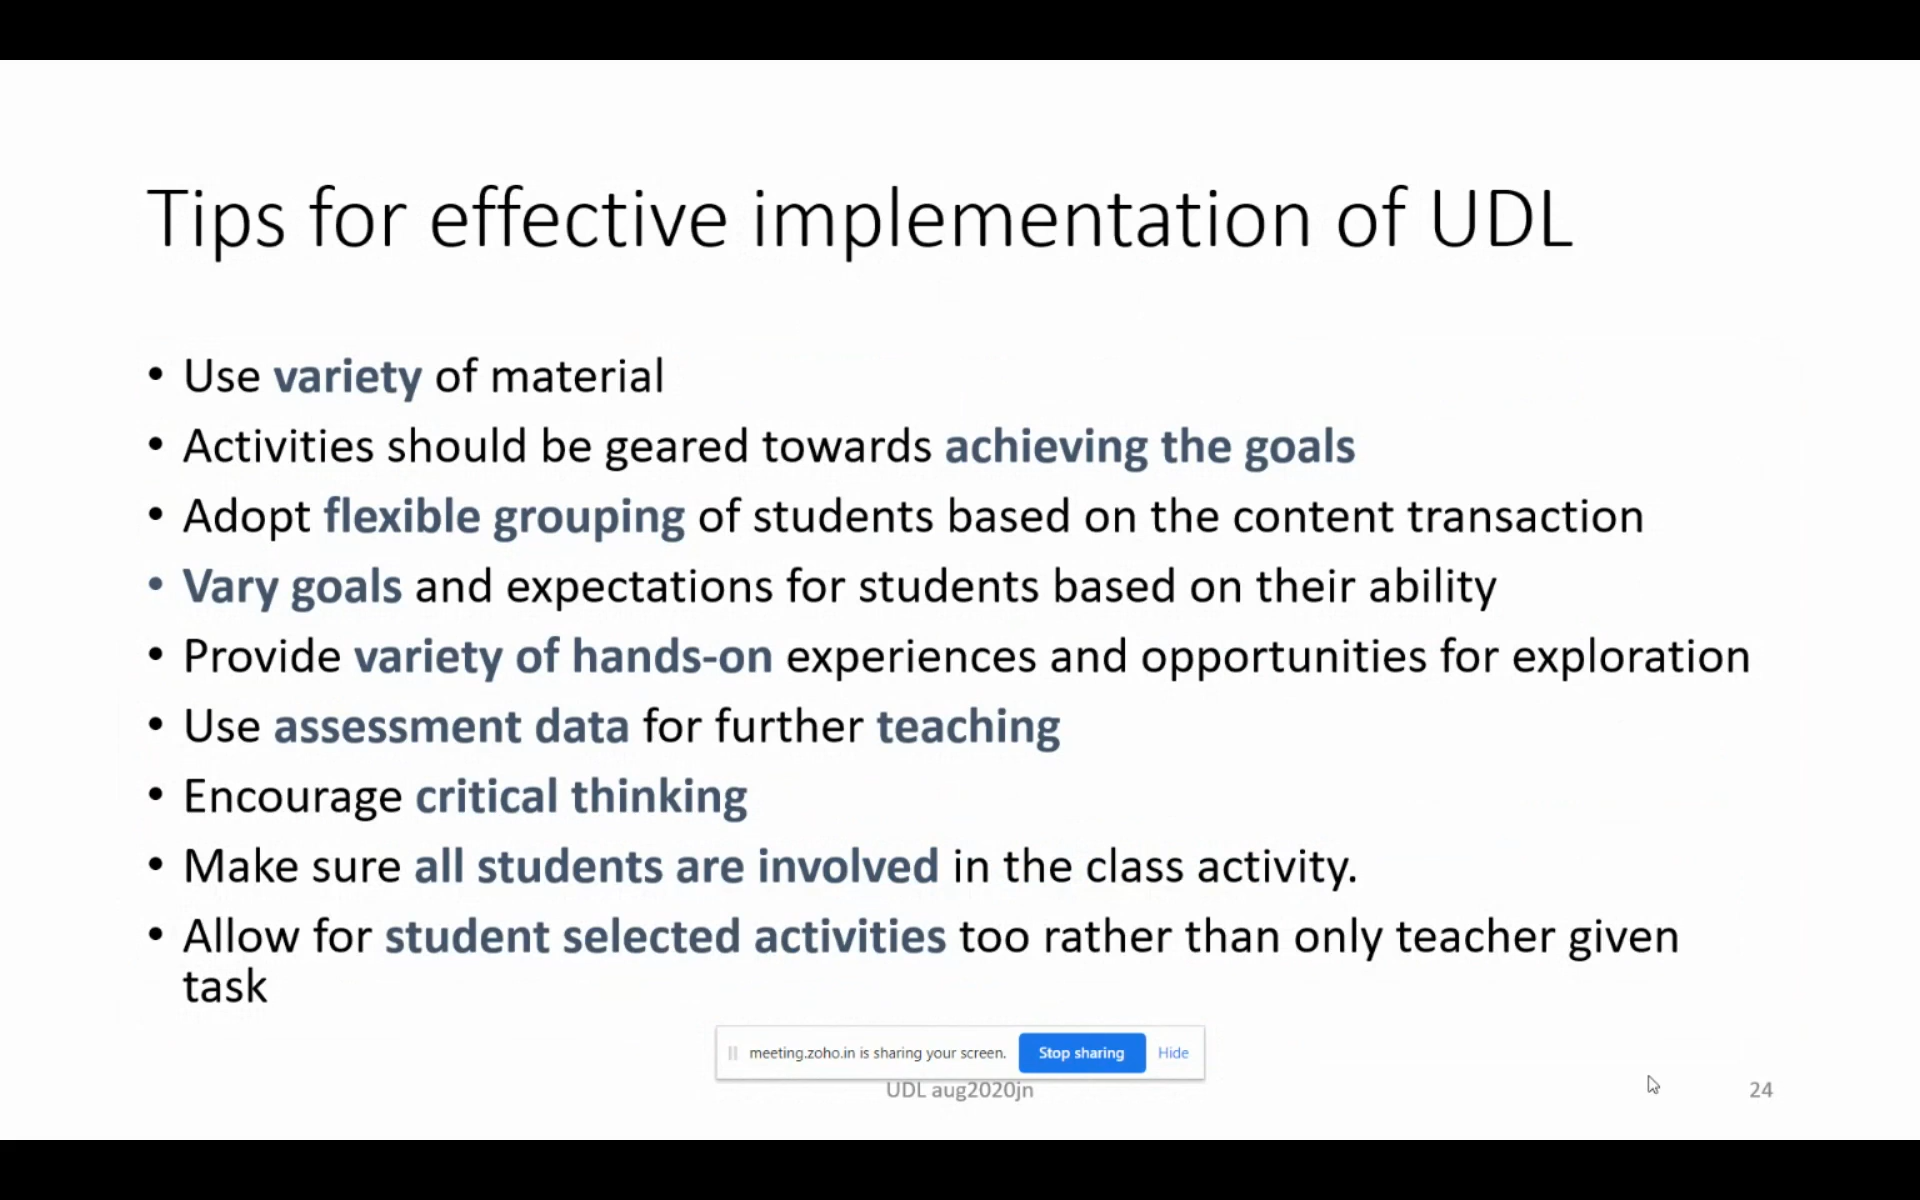 Tips for effective implementation of UDL
• Use variety of material
• Activities should be geared towards achieving the goals
• Adopt flexible grouping of students based on the content transaction
• Vary goals and expectations for students based on their ability
• Provide variety of hands-on experiences and opportunities for exploration
• Use assessment data for further teaching
• Encourage critical thinking
• Make sure all students are involved in the class activity.
• Allow for student selected activities too rather than only teacher given
task
meeting.zoho.in is sharing your screen. Stop sharing Hide
UDL aug2020jn 24